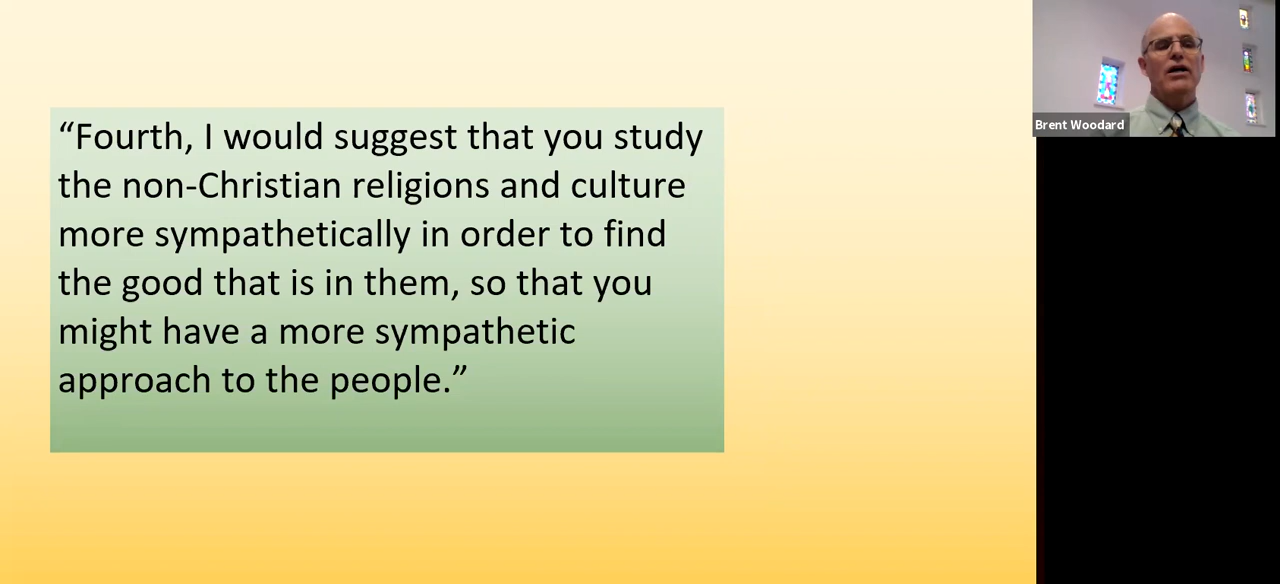 “Fourth, I would suggest that you study
the non-Christian religions and culture
more sympathetically in order to find
the good that is in them, so that you
might have a more sympathetic
approach to the people.”
Brent Woodard